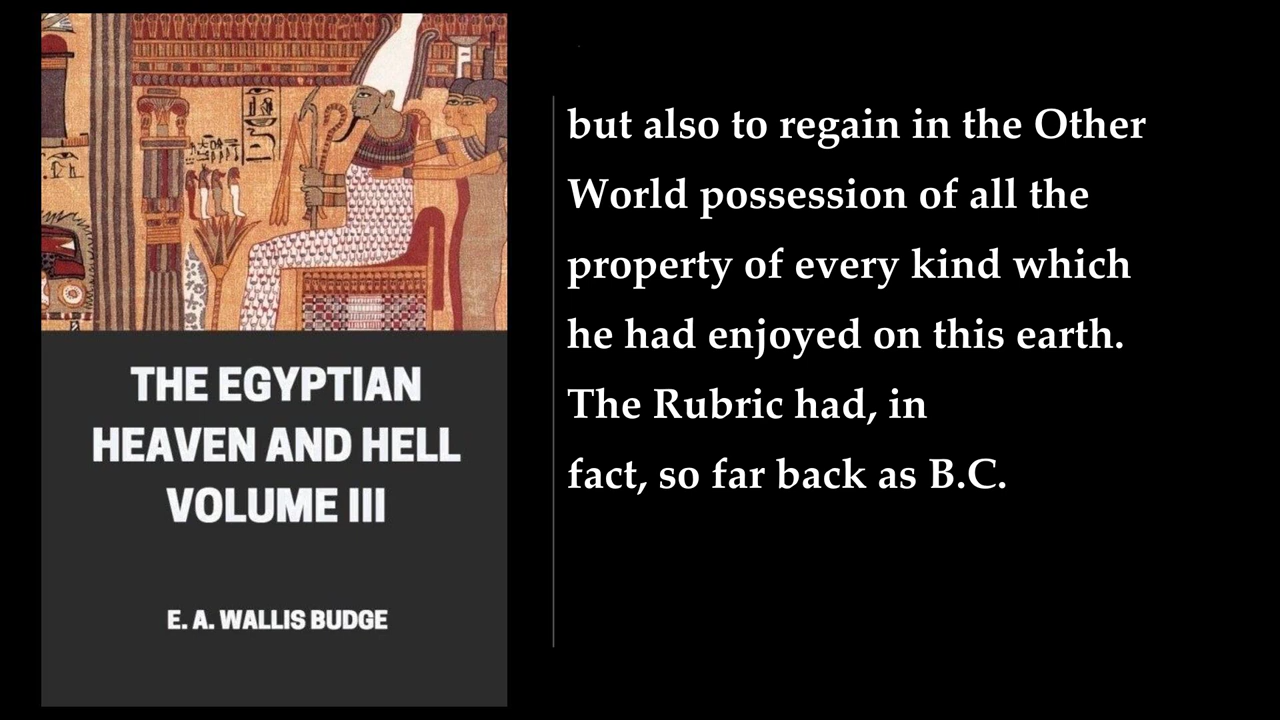 THE EGYPTIAN
HEAVEN AND HELL
VOLUME III
E. A. WALLIS BUDGE
but also to regain in the Other
World possession of all the
property of every kind which
he had enjoyed on this earth.
The Rubric had, in
fact, so far back as B.C.